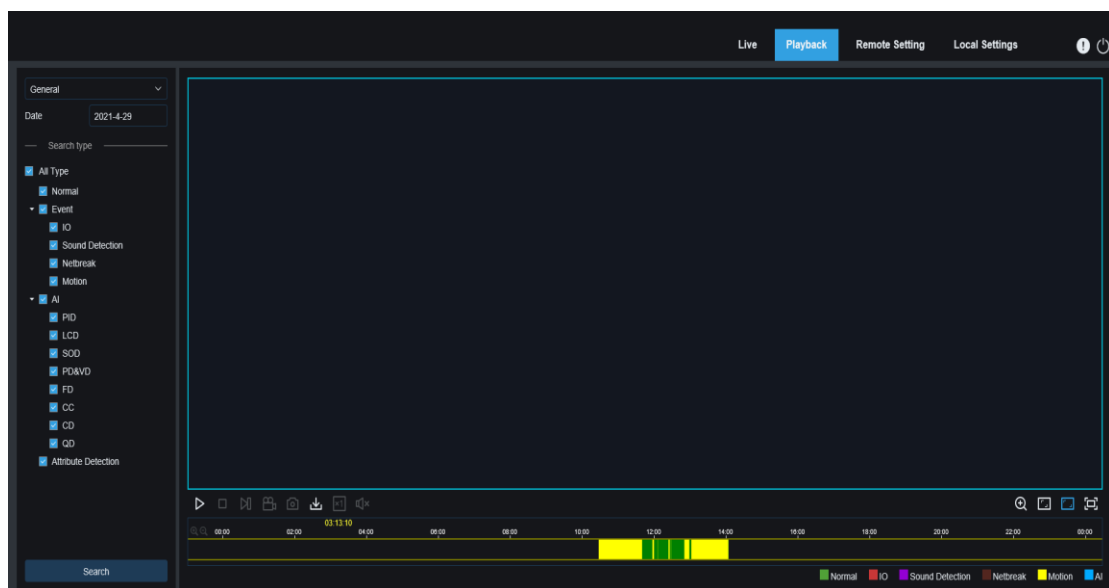 Live Playback Remote Setting Local Settings
General
Date 2021-4-29
Search type
All Type
Normal
Event
IO
Sound Detection
Netbreak
Motion
AI
PID
LCD
SOD
PD&VD
FD
CC
CD
QD
Attribute Detection
03:13:10
00:00 02:00 04:00 06:00 08:00 10:00 12:00 14:00 16:00 18:00 20:00 22:00 00:00
Search
Normal IO Sound Detection Netbreak Motion AI